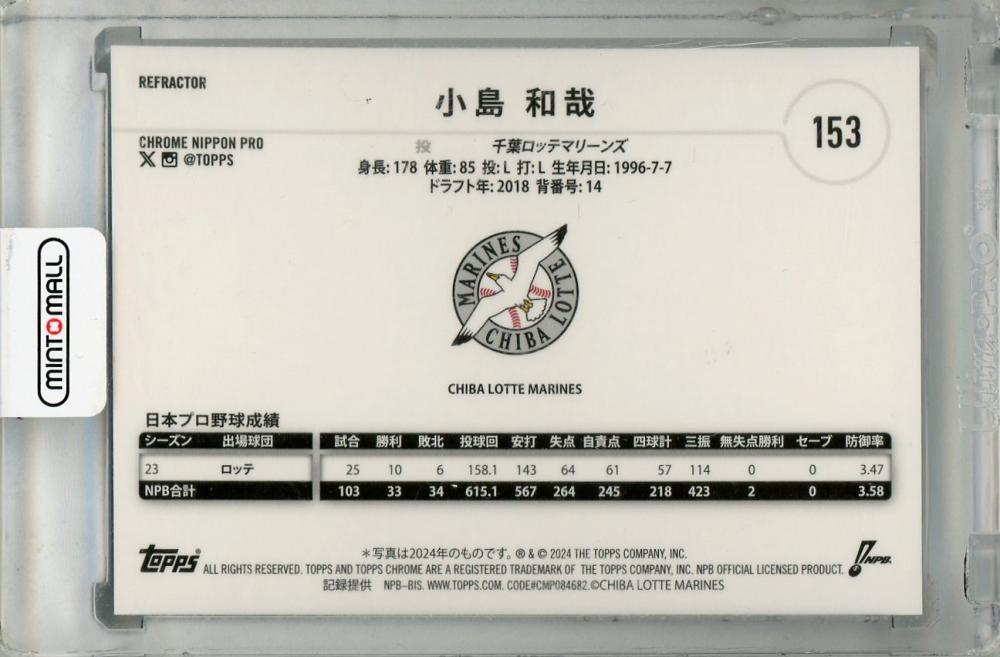 REFRACTOR
小島 和哉
153
CHROME NIPPON PRO
@TOPPS
投 千葉ロッテマリーンズ
身長: 178 体重: 85 投: L 打: L 生年月日: 1996-7-7
ドラフト年: 2018 背番号: 14
MARINES
CHIBA LOTTE
CHIBA LOTTE MARINES
MINTOMALL
日本プロ野球成績
シーズン 出場球団 試合 勝利 敗北 投球回 安打 失点 自責点 四球計 三振 無失点勝利 セーブ 防御率
23 ロッテ 25 10 6 158.1 143 64 61 57 114 0 0 3.47
NPB合計 103 33 34 615.1 567 264 245 218 423 2 0 3.58
TOPPS
＊写真は2024年のものです。® & © 2024 THE TOPPS COMPANY, INC.
ALL RIGHTS RESERVED. TOPPS AND TOPPS CHROME ARE A REGISTERED TRADEMARK OF THE TOPPS COMPANY, INC. NPB OFFICIAL LICENSED PRODUCT.
NPB.
記録提供 NPB–BIS. WWW.TOPPS.COM. CODE#CMP084682.©CHIBA LOTTE MARINES